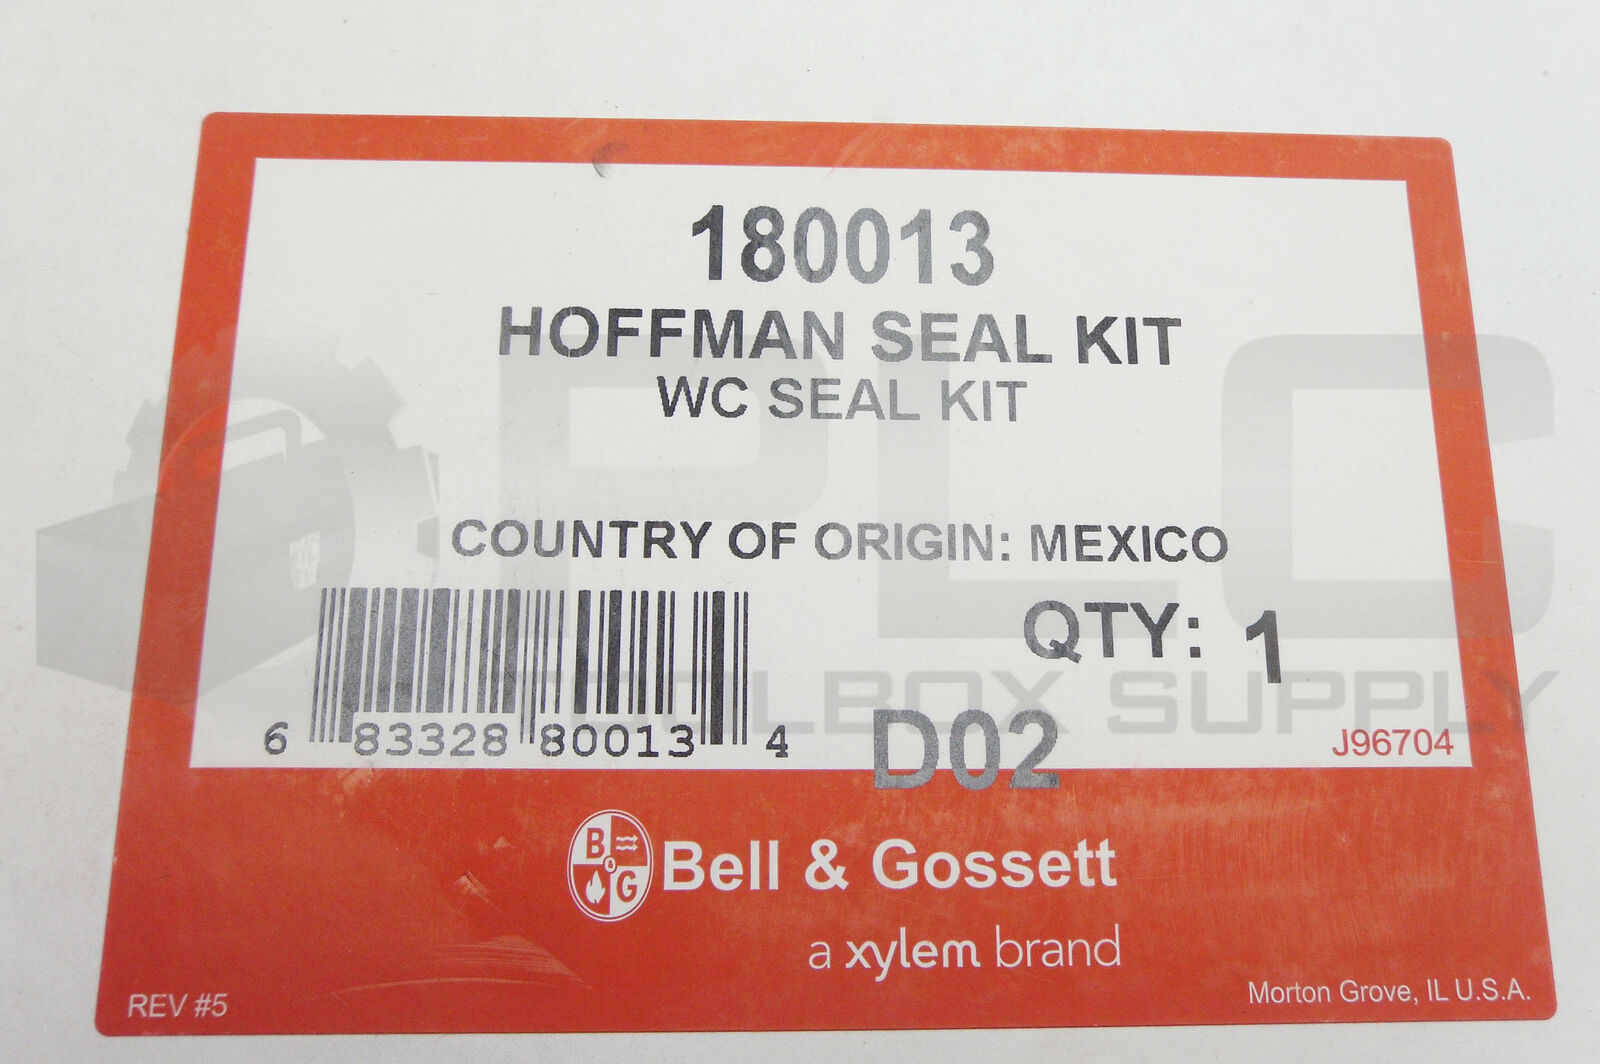 180013
HOFFMAN SEAL KIT
WC SEAL KIT
COUNTRY OF ORIGIN: MEXICO
QTY: 1
6 83328 80013 4
D02
J96704
B & G
Bell & Gossett
a xylem brand
REV #5
Morton Grove, IL U.S.A.
PLC
TOOLBOX SUPPLY